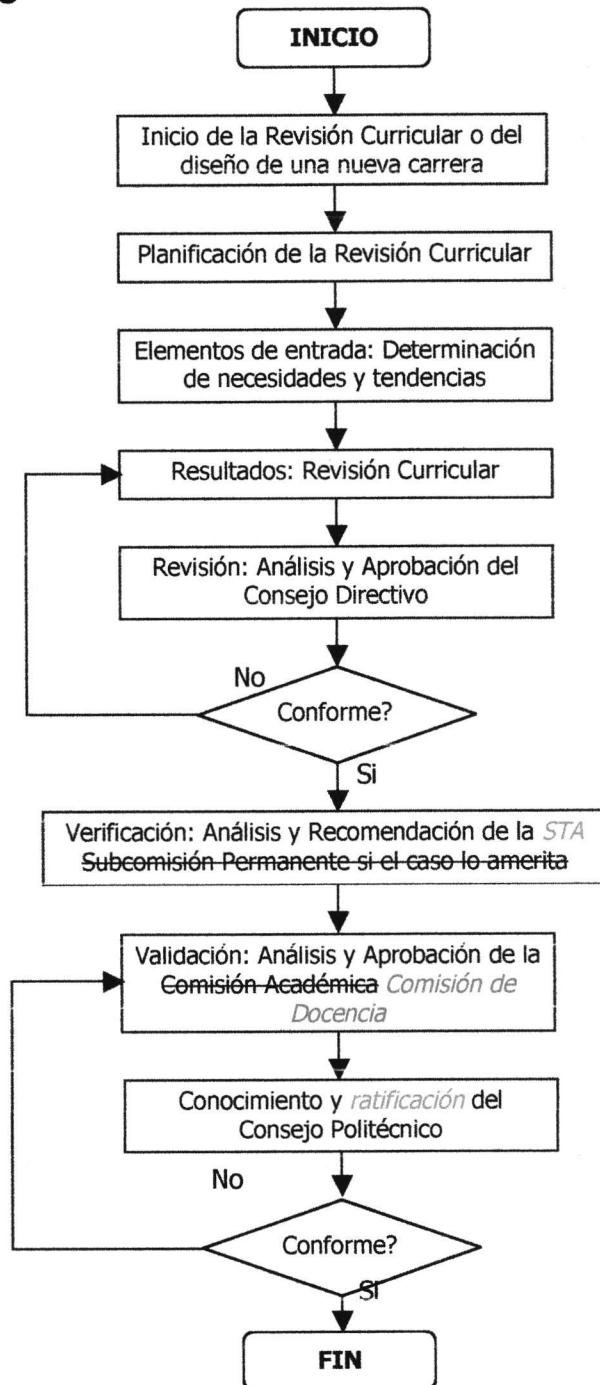 INICIO
Inicio de la Revisión Curricular o del
diseño de una nueva carrera
Planificación de la Revisión Curricular
Elementos de entrada: Determinación
de necesidades y tendencias
Resultados: Revisión Curricular
Revisión: Análisis y Aprobación del
Consejo Directivo
No
Conforme?
Si
Verificación: Análisis y Recomendación de la STA
Subcomisión Permanente si el caso lo amerita
Validación: Análisis y Aprobación de la
Comisión Académica Comisión de
Docencia
Conocimiento y ratificación del
Consejo Politécnico
No
Conforme?
Si
FIN